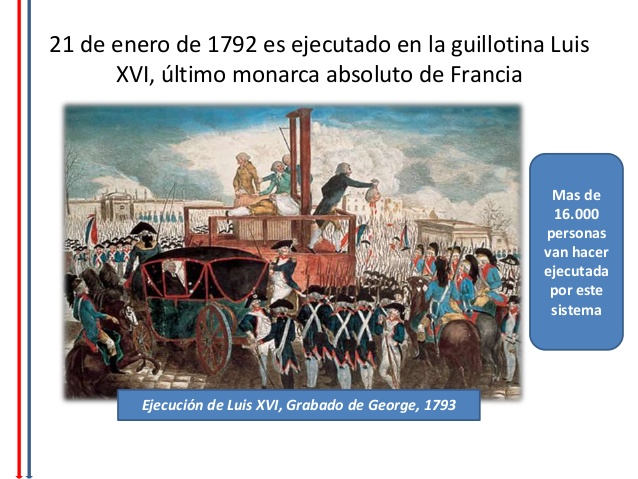 21 de enero de 1792 es ejecutado en la guillotina Luis
XVI, último monarca absoluto de Francia
Mas de
16.000
personas
van hacer
ejecutada
por este
sistema
Ejecución de Luis XVI, Grabado de George, 1793